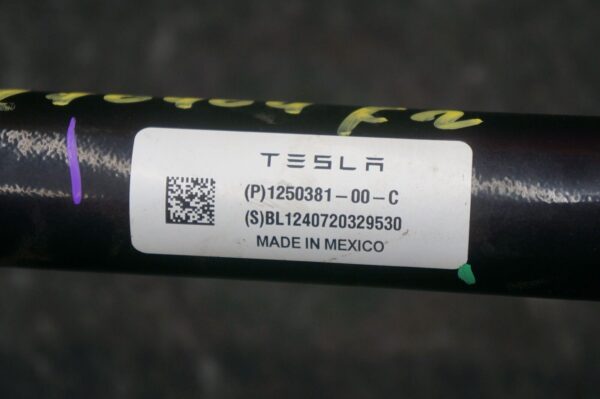 TESLA
(P)1250381-00-C
(S)BL1240720329530
MADE IN MEXICO